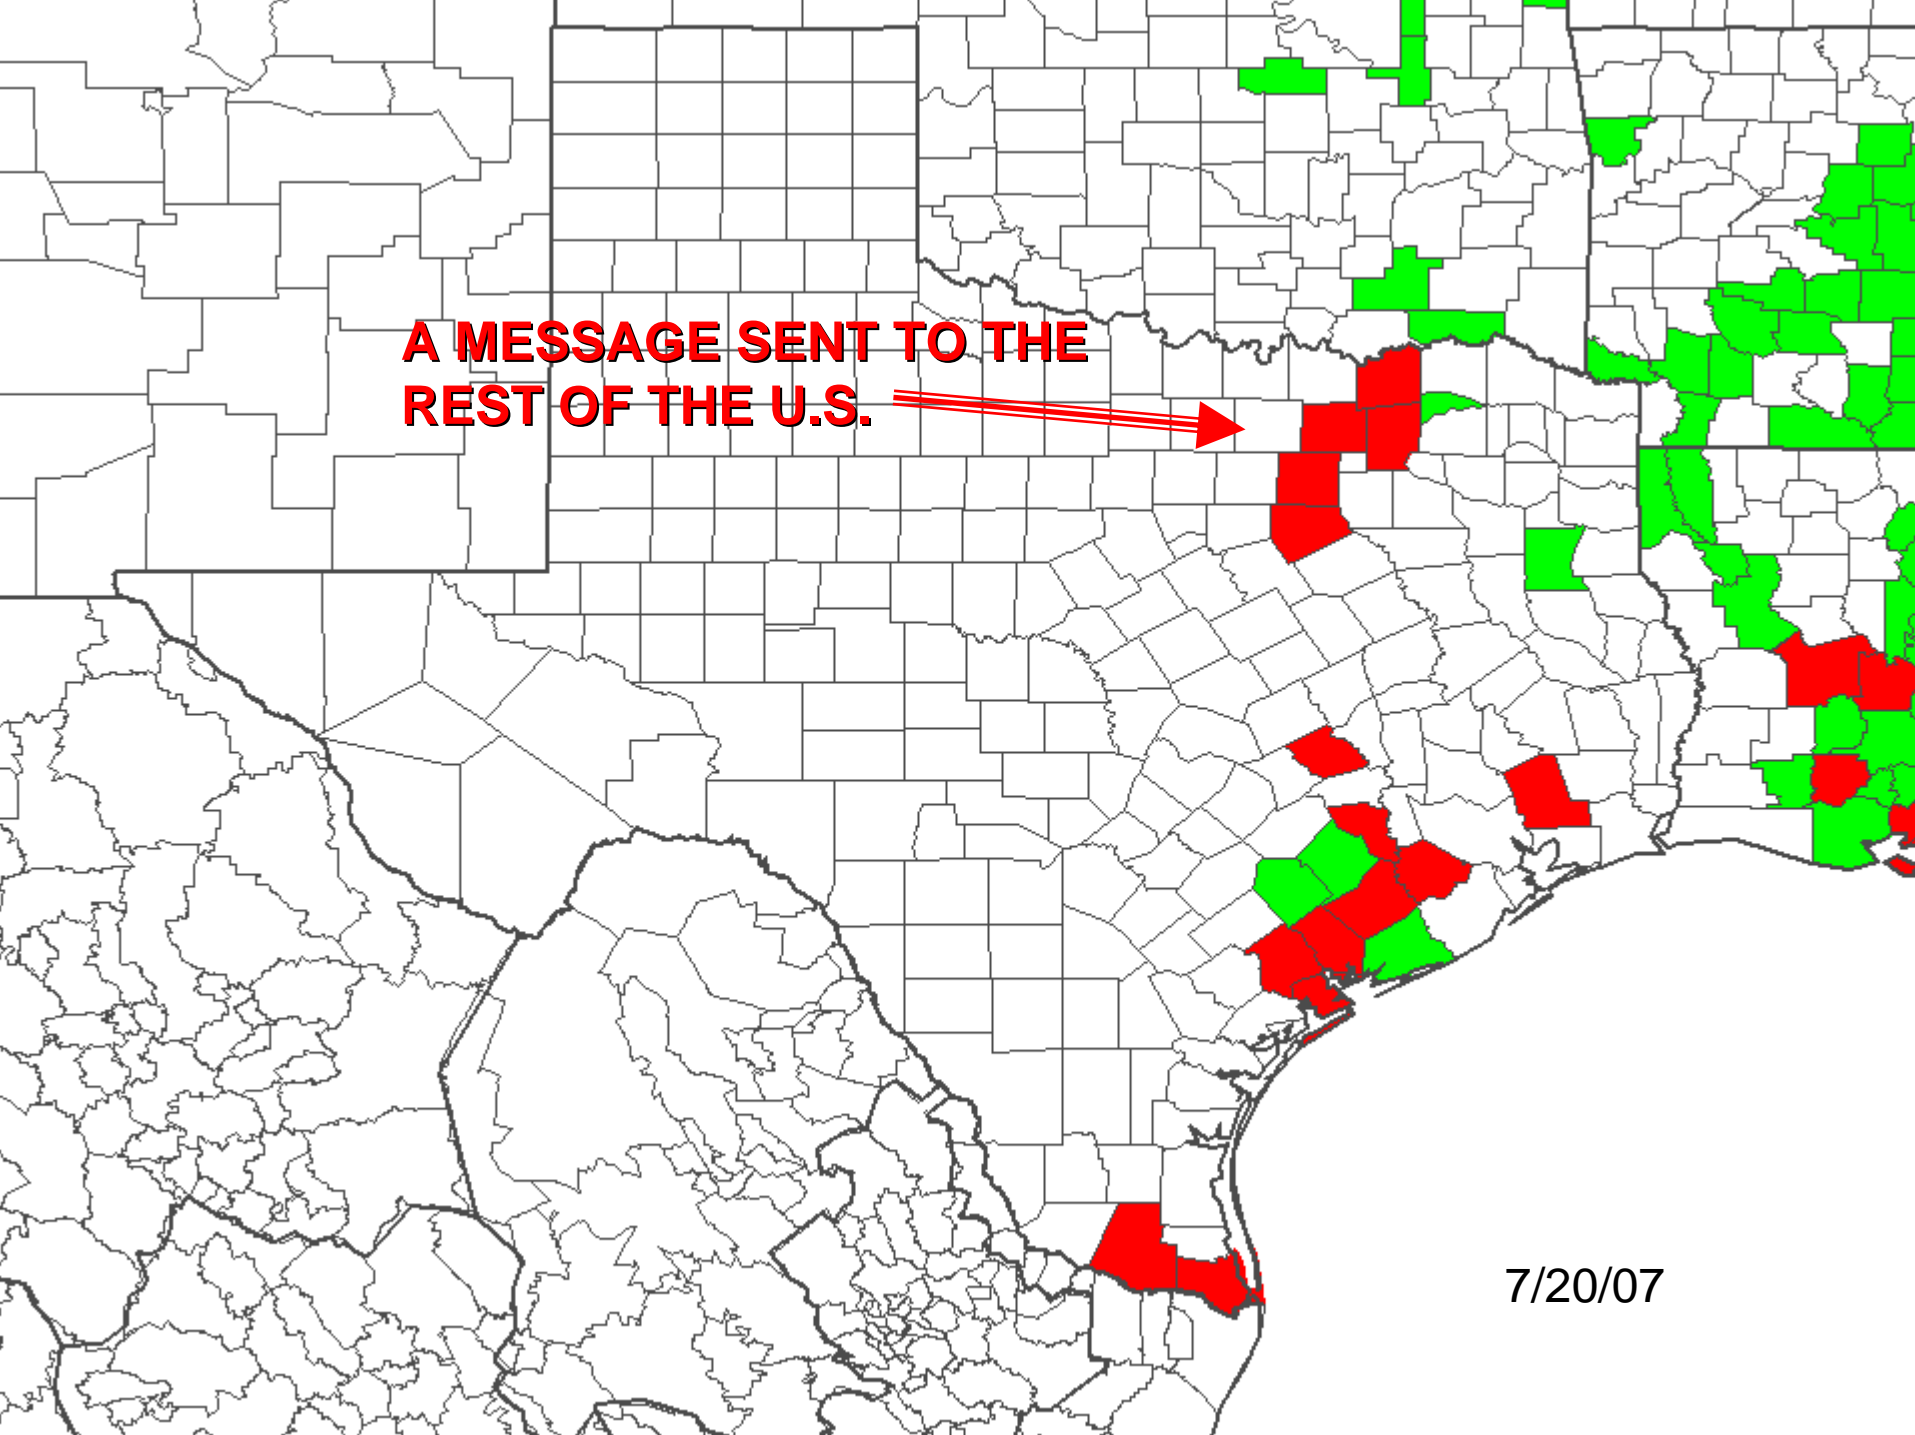 A MESSAGE SENT TO THE
REST OF THE U.S.
7/20/07